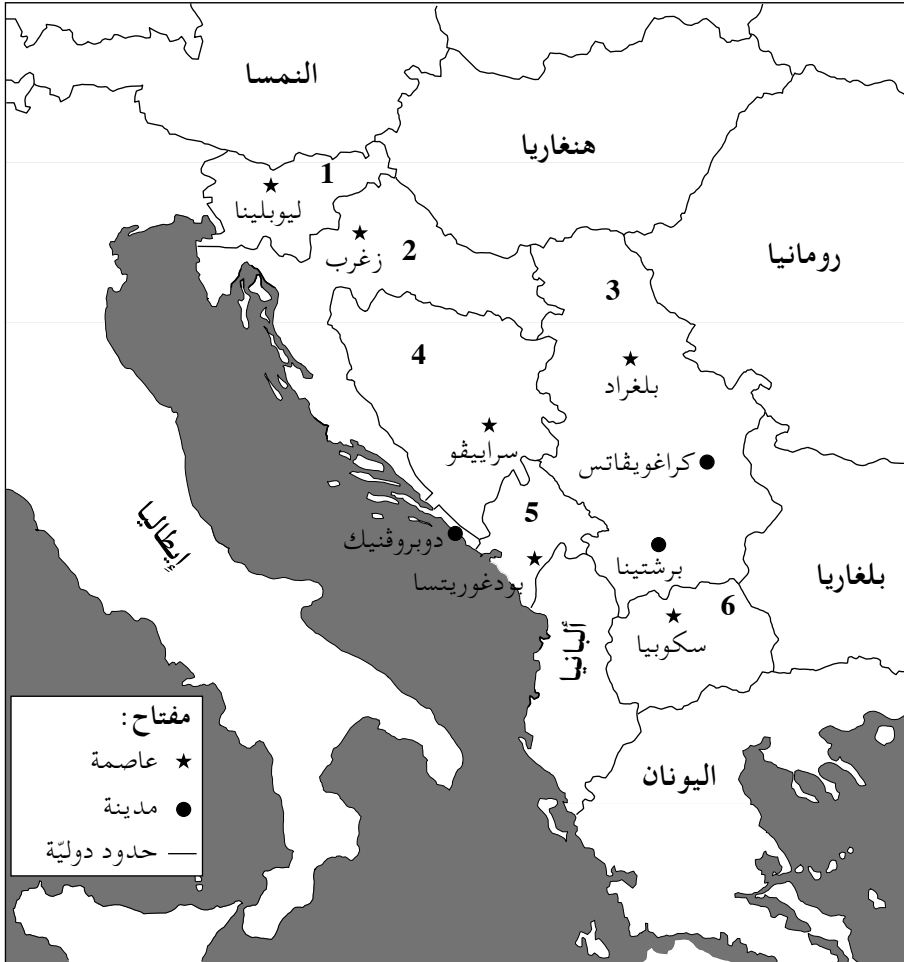 النمسا
هنغاريا
1
ليوبلينا
2
زغرب
رومانيا
3
4
بلغراد
سراييڤو
كراغويڤاتس
5
إيطاليا
دوبروڤنيك
برشتينا
بودغوريتسا
بلغاريا
6
سكوبيا
ألبانيا
اليونان
مفتاح:
عاصمة
مدينة
حدود دوليّة